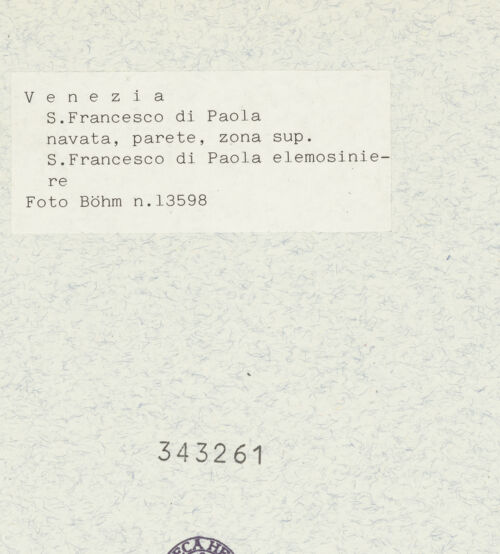 V e n e z i a
S.Francesco di Paola
navata, parete, zona sup.
S.Francesco di Paola elemosinie-
re
Foto Böhm n.13598
343261